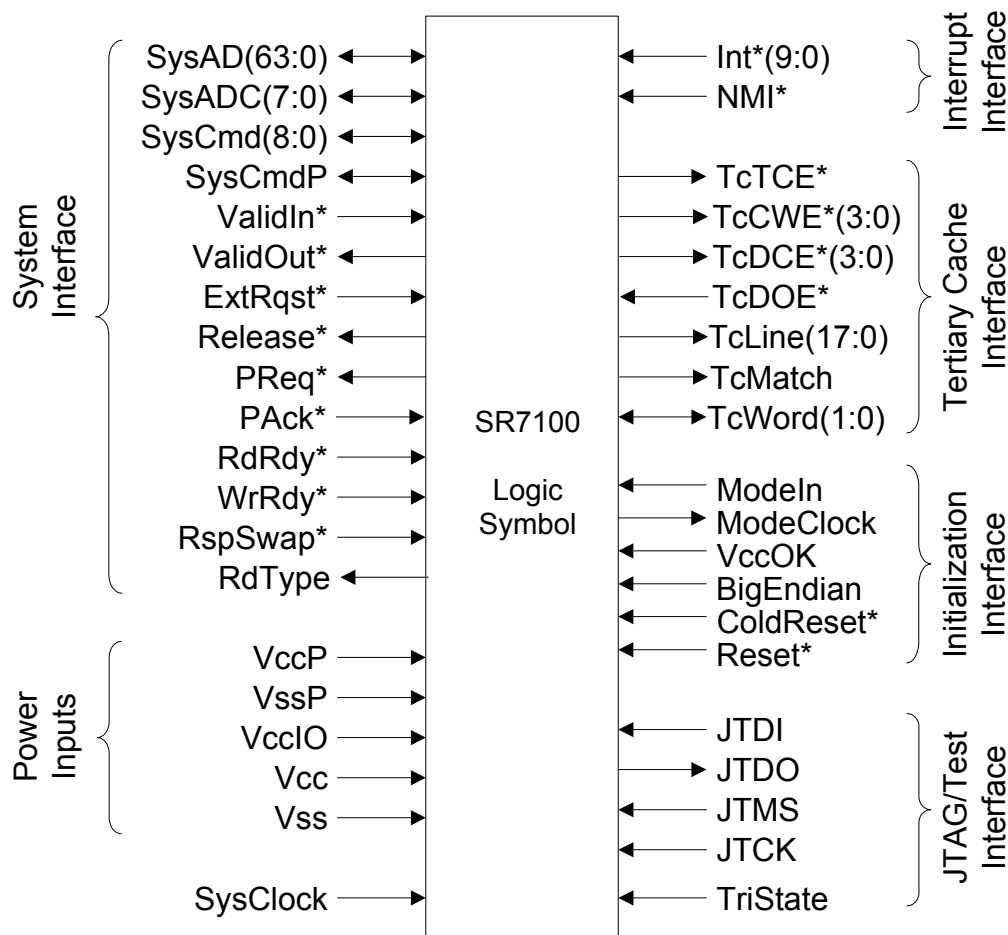 System
Interface
SysAD(63:0)
SysADC(7:0)
SysCmd(8:0)
SysCmdP
ValidIn*
ValidOut*
ExtRqst*
Release*
PReq*
PAck*
RdRdy*
WrRdy*
RspSwap*
RdType
Power
Inputs
VccP
VssP
VccIO
Vcc
Vss
SysClock
SR7100
Logic
Symbol
Int*(9:0)
NMI*
Interrupt
Interface
TcTCE*
TcCWE*(3:0)
TcDCE*(3:0)
TcDOE*
TcLine(17:0)
TcMatch
TcWord(1:0)
Tertiary Cache
Interface
ModeIn
ModeClock
VccOK
BigEndian
ColdReset*
Reset*
Initialization
Interface
JTDI
JTDO
JTMS
JTCK
TriState
JTAG/Test
Interface